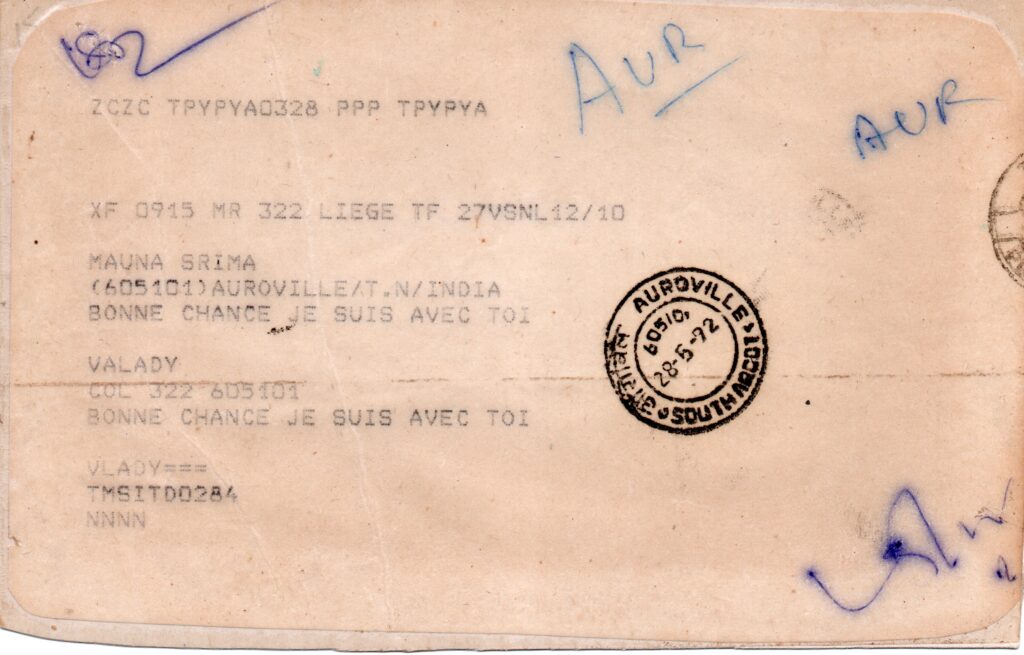 AUR
AUR
ZCZC TPYPYA0328 PPP TPYPYA
XF 0915 MR 322 LIEGE TF 27VSNL12/10
MAUNA SRIMA
(605101)AUROVILLE/T.N/INDIA
BONNE CHANCE JE SUIS AVEC TOI
VALADY
COL 322 605101
BONNE CHANCE JE SUIS AVEC TOI
VLADY===
TMSITD0284
NNNN
AUROVILLE
605101
28-5-92
SOUTH ARCOT